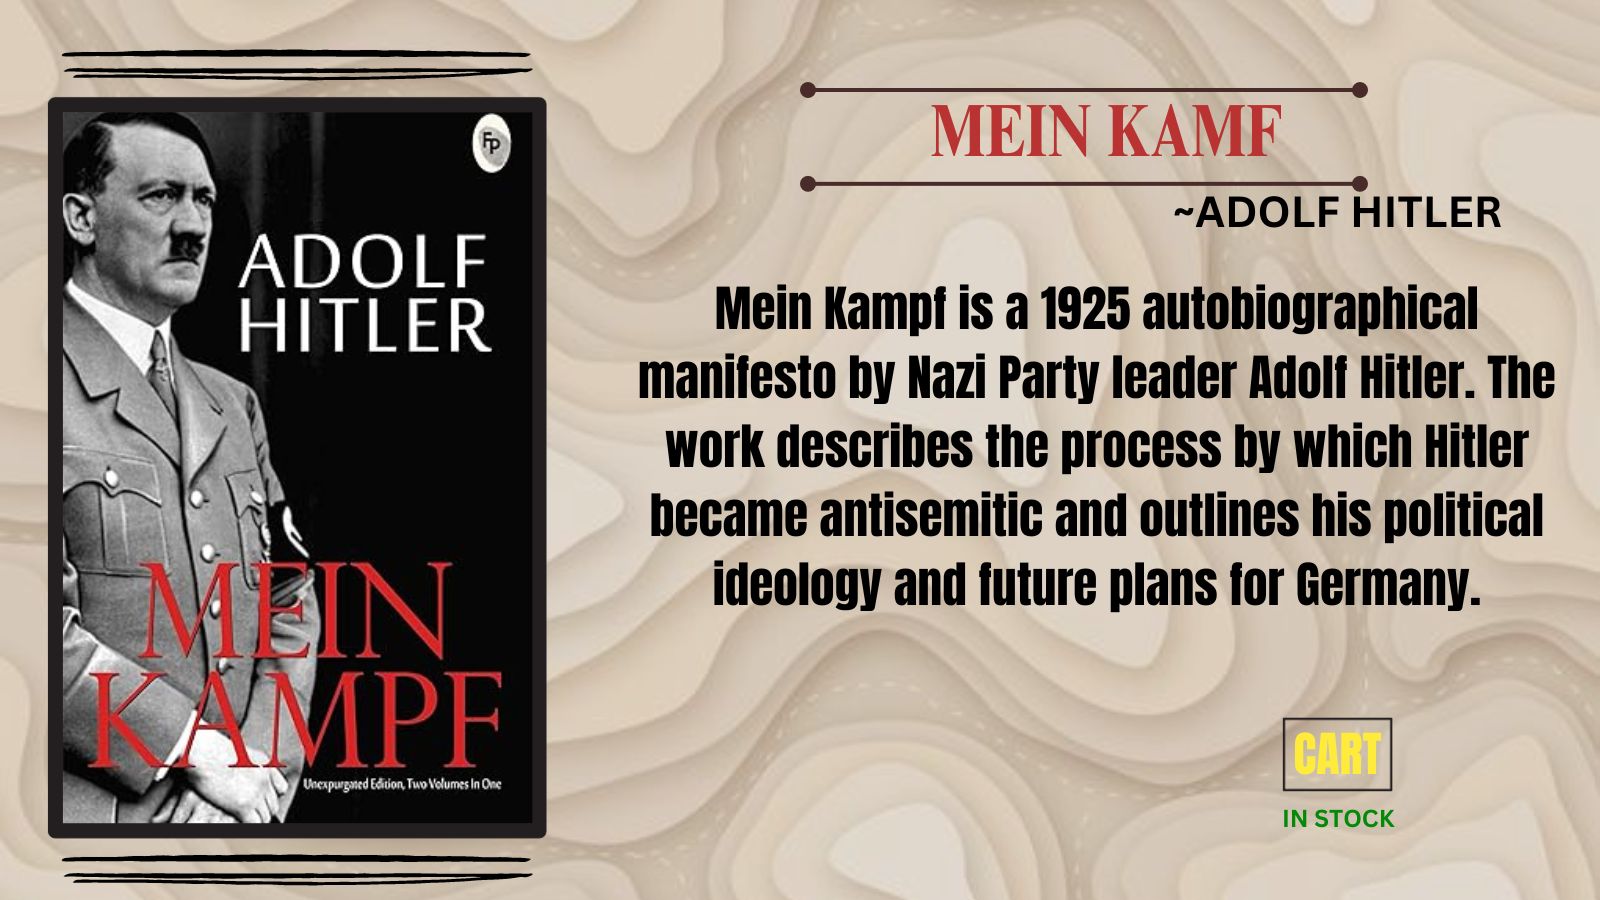 Fp
ADOLF
HITLER
MEIN
KAMPF
Unexpurgated Edition, Two Volumes In One
MEIN KAMF
~ADOLF HITLER
Mein Kampf is a 1925 autobiographical
manifesto by Nazi Party leader Adolf Hitler. The
work describes the process by which Hitler
became antisemitic and outlines his political
ideology and future plans for Germany.
CART
IN STOCK